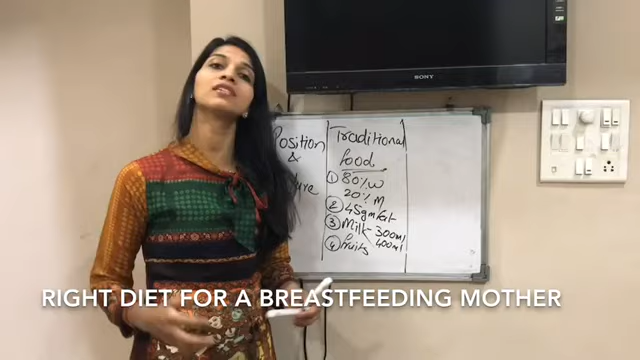 SONY
Position
&
Traditional
food
① 80% W
20% M
② 45gm fat
③ Milk 300ml
400ml
④ fruits
RIGHT DIET FOR A BREASTFEEDING MOTHER